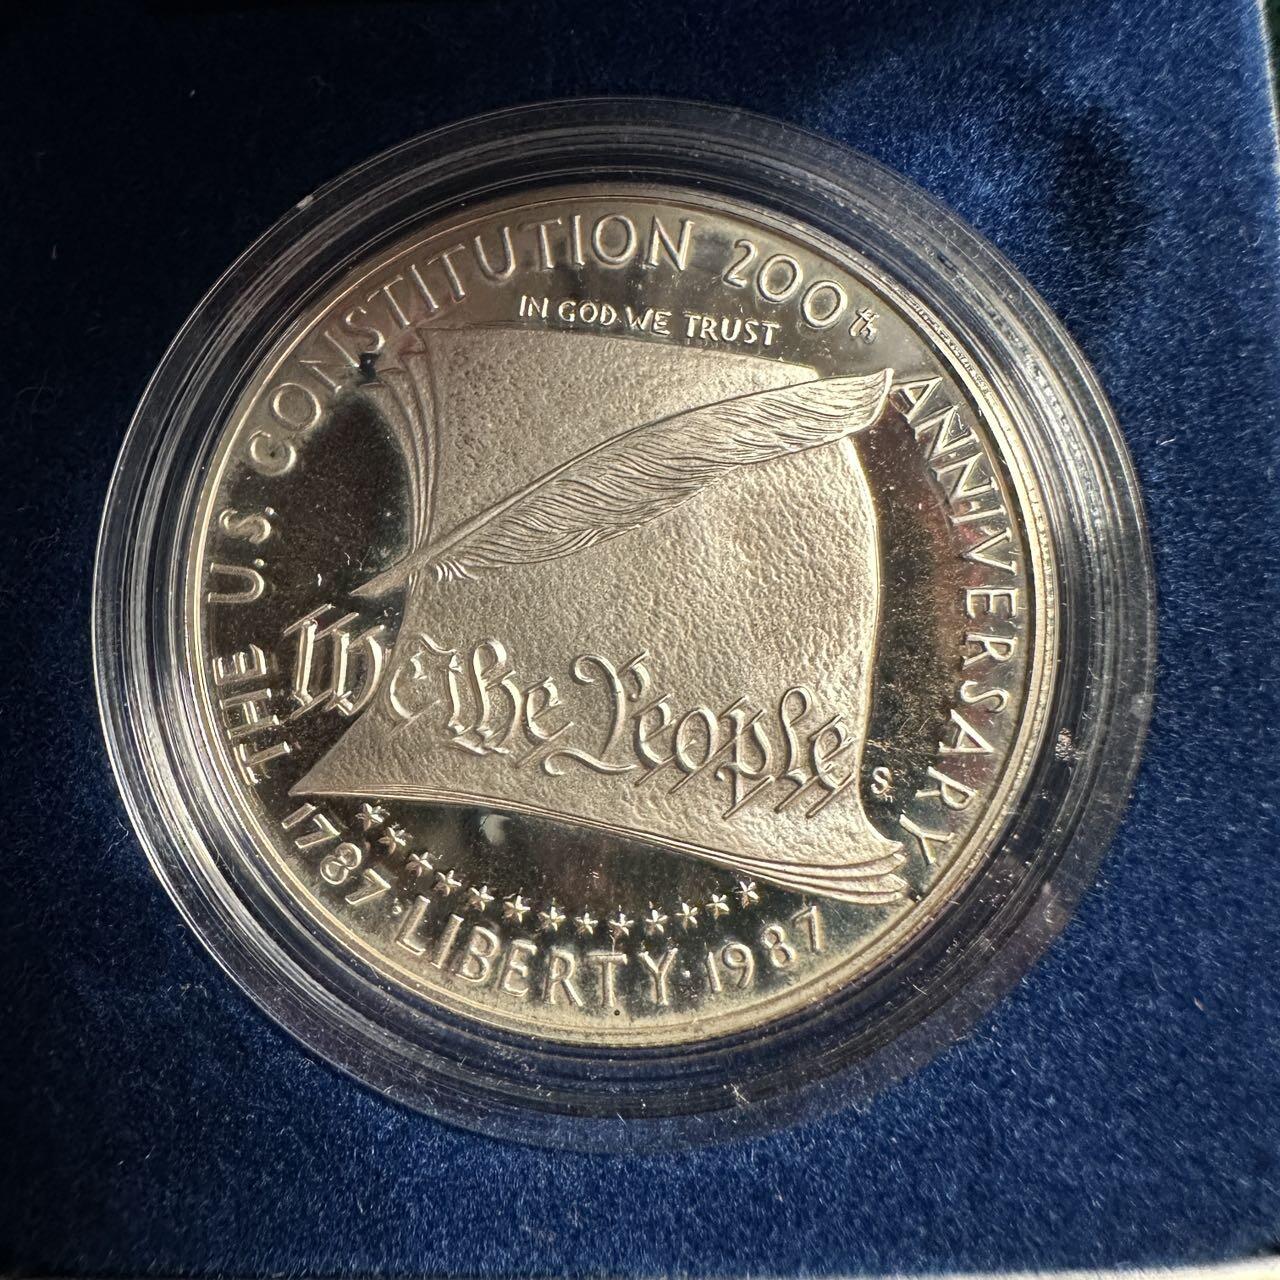 THE U.S. CONSTITUTION 200th ANNIVERSARY
IN GOD WE TRUST
We the People
S
1787 · LIBERTY · 1987